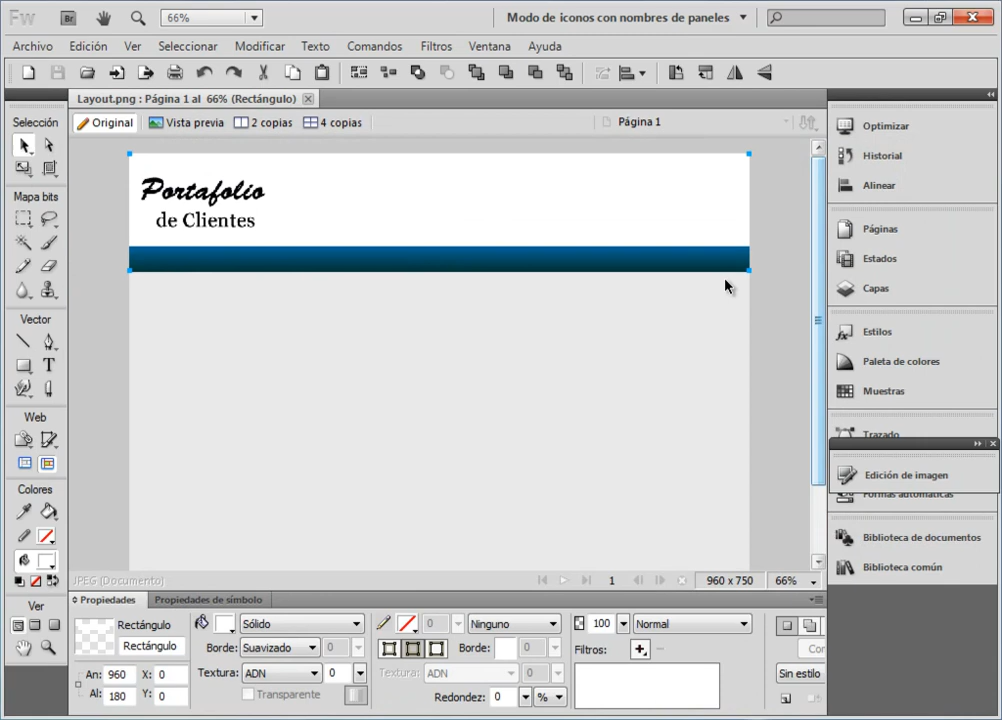 Fw
Br
66%
Modo de iconos con nombres de paneles
Archivo Edición Ver Seleccionar Modificar Texto Comandos Filtros Ventana Ayuda
Layout.png : Página 1 al 66% (Rectángulo)
Original Vista previa 2 copias 4 copias Página 1
Selección
Mapa bits
Vector
T
Web
Colores
Ver
Portafolio
de Clientes
Optimizar
Historial
Alinear
Páginas
Estados
Capas
Estilos
Paleta de colores
Muestras
Trazado
Edición de imagen
Formas automáticas
Biblioteca de documentos
Biblioteca común
JPEG (Documento) 1 960 x 750 66%
Propiedades Propiedades de símbolo
Rectángulo
Rectángulo
An: 960 X: 0
Al: 180 Y: 0
Sólido
Borde: Suavizado 0
Textura: ADN 0
Transparente
0 Ninguno
Borde: 0
Textura: ADN 0
Redondez: 0 %
100 Normal
Filtros:
Sin estilo